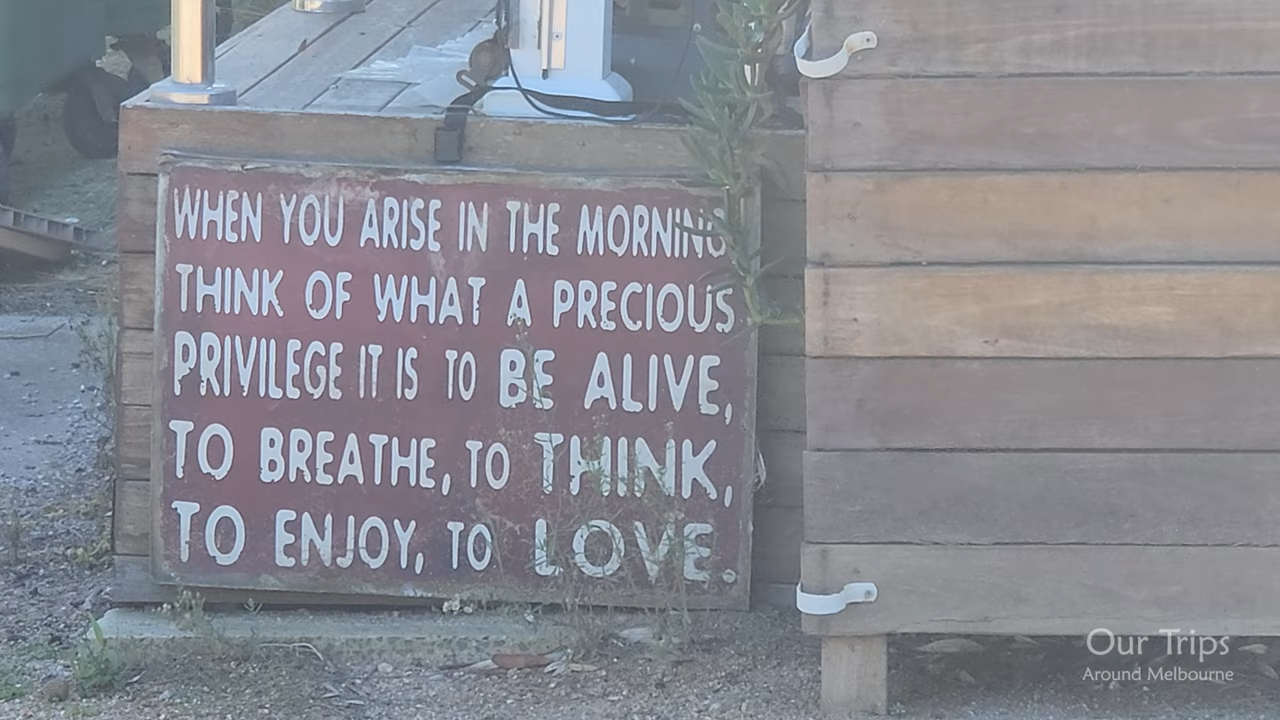 WHEN YOU ARISE IN THE MORNING
THINK OF WHAT A PRECIOUS
PRIVILEGE IT IS TO BE ALIVE,
TO BREATHE, TO THINK,
TO ENJOY, TO LOVE.
Our Trips
Around Melbourne